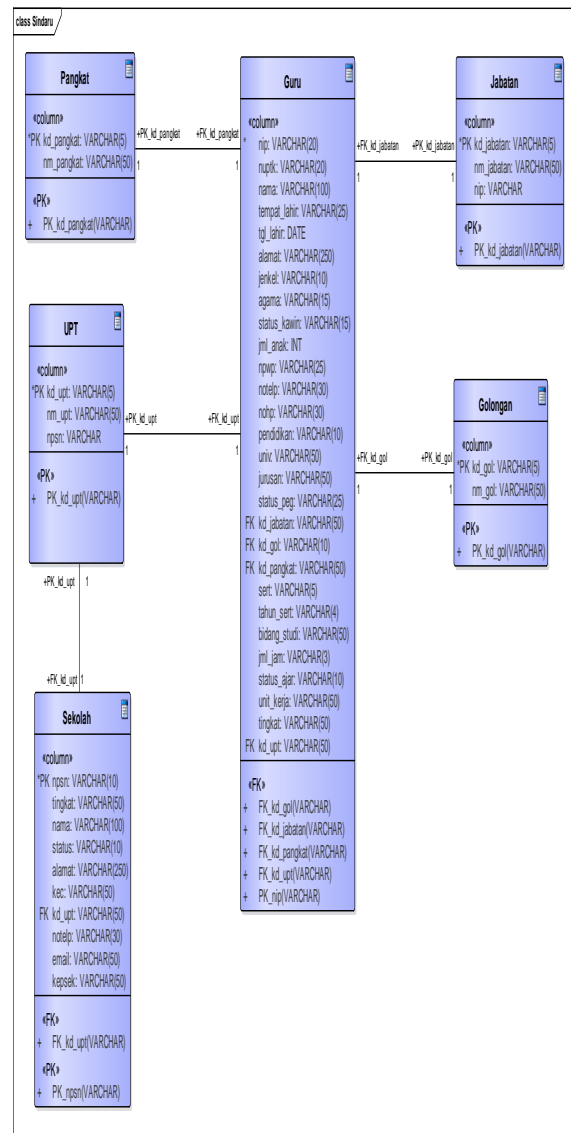 class Sindaru
Pangkat
«column»
*PK kd_pangkat: VARCHAR(5)
nm_pangkat: VARCHAR(50)
«PK»
+ PK_kd_pangkat(VARCHAR)
+PK_kd_pangket
+FK_kd_pangkat
1
1
Guru
«column»
* nip: VARCHAR(20)
nuptk: VARCHAR(20)
nama: VARCHAR(100)
tempat_lahir: VARCHAR(25)
tgl_lahir: DATE
alamat: VARCHAR(250)
jenkel: VARCHAR(10)
agama: VARCHAR(15)
status_kawin: VARCHAR(15)
jml_anak: INT
npwp: VARCHAR(25)
notelp: VARCHAR(30)
nohp: VARCHAR(30)
pendidikan: VARCHAR(10)
univ: VARCHAR(50)
jurusan: VARCHAR(50)
status_peg: VARCHAR(25)
FK kd_jabatan: VARCHAR(50)
FK kd_gol: VARCHAR(10)
FK kd_pangkat: VARCHAR(50)
sert: VARCHAR(5)
tahun_sert: VARCHAR(4)
bidang_studi: VARCHAR(50)
jml_jam: VARCHAR(3)
status_ajar: VARCHAR(10)
unit_kerja: VARCHAR(50)
tingkat: VARCHAR(50)
FK kd_upt: VARCHAR(50)
«FK»
+ FK_kd_gol(VARCHAR)
+ FK_kd_jabatan(VARCHAR)
+ FK_kd_pangkat(VARCHAR)
+ FK_kd_upt(VARCHAR)
+ PK_nip(VARCHAR)
+FK_kd_jabatan
+PK_kd_jabatan
1
1
Jabatan
«column»
*PK kd_jabatan: VARCHAR(5)
nm_jabatan: VARCHAR(50)
nip: VARCHAR
«PK»
+ PK_kd_jabatan(VARCHAR)
UPT
«column»
*PK kd_upt: VARCHAR(5)
nm_upt: VARCHAR(50)
npsn: VARCHAR
«PK»
+ PK_kd_upt(VARCHAR)
+PK_kd_upt
+FK_kd_upt
1
1
+FK_kd_gol
+PK_kd_gol
1
1
Golongan
«column»
*PK kd_gol: VARCHAR(5)
nm_gol: VARCHAR(50)
«PK»
+ PK_kd_gol(VARCHAR)
+PK_kd_upt 1
+FK_kd_upt 1
Sekolah
«column»
*PK npsn: VARCHAR(10)
tingkat: VARCHAR(50)
nama: VARCHAR(100)
status: VARCHAR(10)
alamat: VARCHAR(250)
kec: VARCHAR(50)
FK kd_upt: VARCHAR(50)
notelp: VARCHAR(30)
email: VARCHAR(50)
kepsek: VARCHAR(50)
«FK»
+ FK_kd_upt(VARCHAR)
«PK»
+ PK_npsn(VARCHAR)